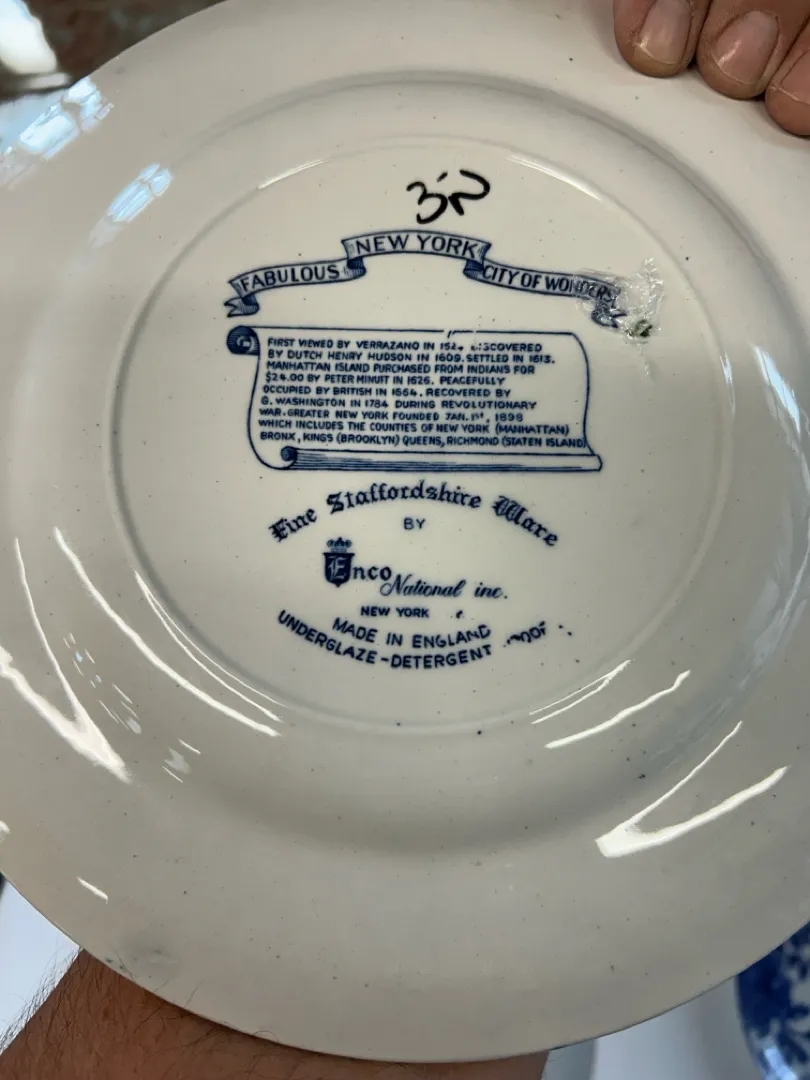 32
FABULOUS NEW YORK CITY OF WONDERS
FIRST VIEWED BY VERRAZANO IN DISCOVERED
BY DUTCH HENRY HUDSON IN 1609. SETTLED IN 1613.
MANHATTAN ISLAND PURCHASED FROM INDIANS FOR
$24.00 BY PETER MINUIT IN 1626. PEACEFULLY
OCCUPIED BY BRITISH IN 1664. RECOVERED BY
G. WASHINGTON IN 1784 DURING REVOLUTIONARY
WAR. GREATER NEW YORK FOUNDED JAN. 1ST, 1898
WHICH INCLUDES THE COUNTIES OF NEW YORK (MANHATTAN)
BRONX, KINGS (BROOKLYN) QUEENS, RICHMOND (STATEN ISLAND)
Fine Staffordshire Ware
BY
Enco National inc.
NEW YORK
MADE IN ENGLAND
UNDERGLAZE-DETERGENT